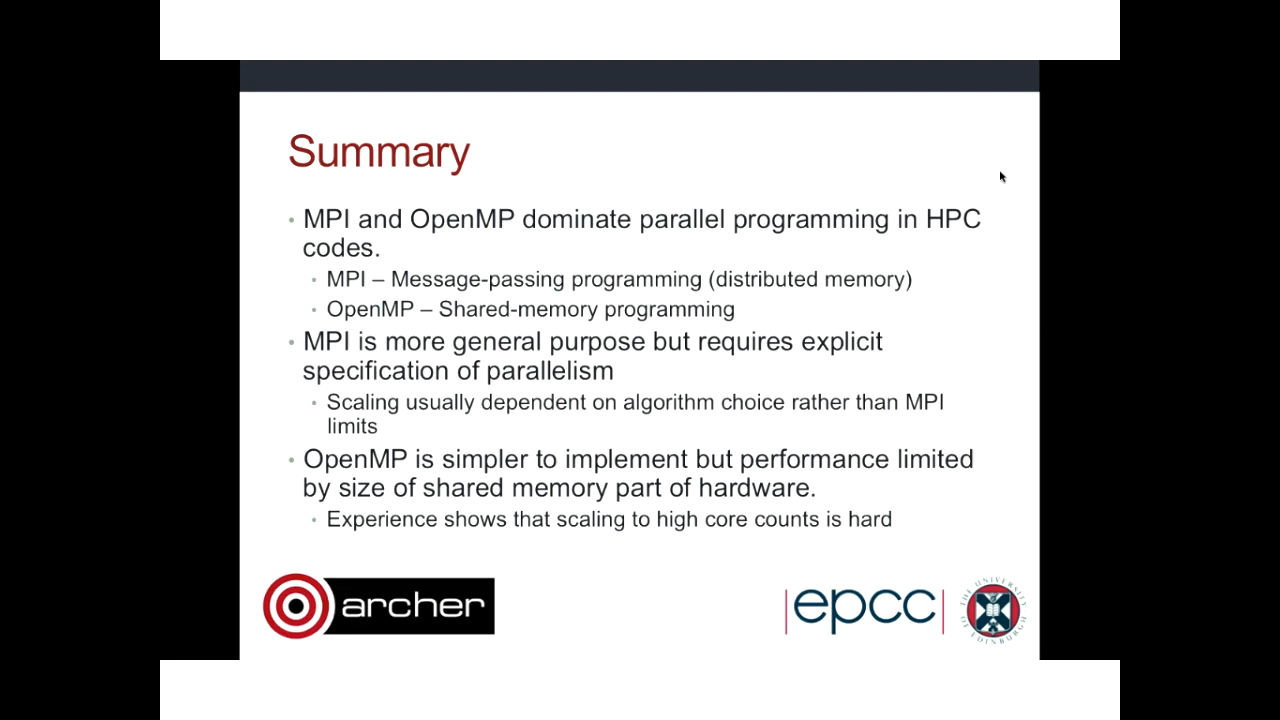 Summary
• MPI and OpenMP dominate parallel programming in HPC
codes.
• MPI – Message-passing programming (distributed memory)
• OpenMP – Shared-memory programming
• MPI is more general purpose but requires explicit
specification of parallelism
• Scaling usually dependent on algorithm choice rather than MPI
limits
• OpenMP is simpler to implement but performance limited
by size of shared memory part of hardware.
• Experience shows that scaling to high core counts is hard
archer
epcc
THE UNIVERSITY
OF EDINBURGH